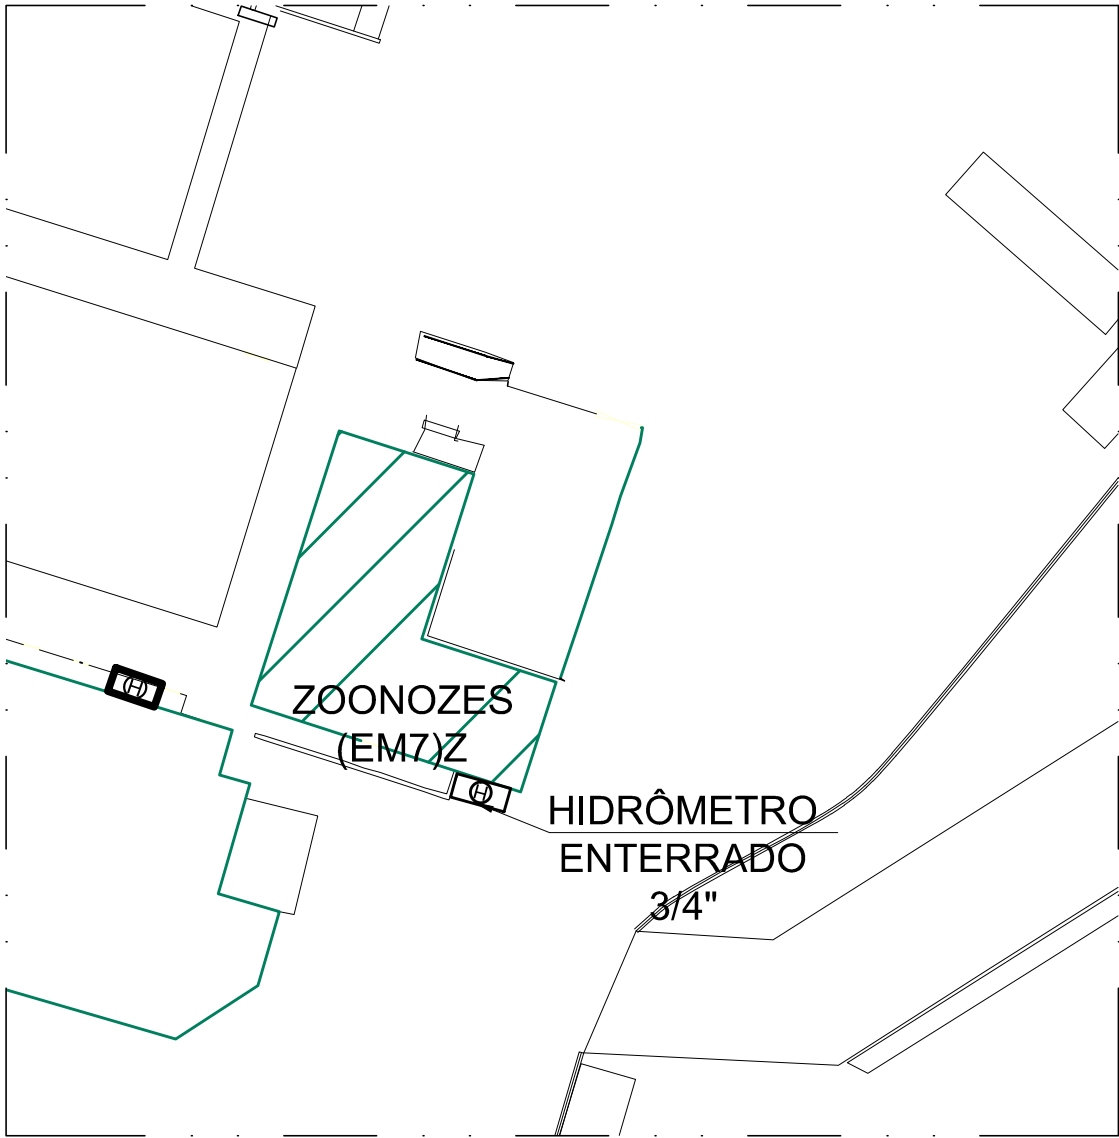 H
ZOONOZES
(EM7)Z
H
HIDRÔMETRO
ENTERRADO
3/4"